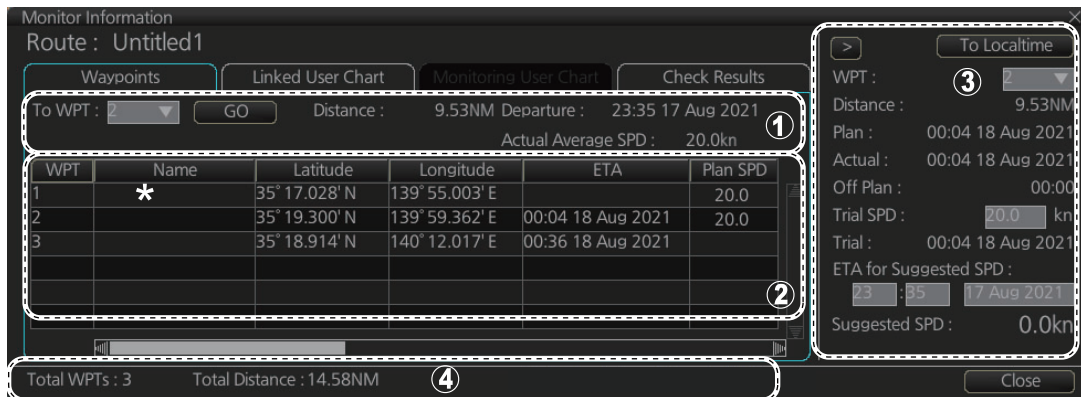 Monitor Information
Route : Untitled1
Waypoints Linked User Chart Monitoring User Chart Check Results
To WPT : 2 GO Distance : 9.53NM Departure : 23:35 17 Aug 2021
Actual Average SPD : 20.0kn
1
WPT Name Latitude Longitude ETA Plan SPD
1 * 35° 17.028' N 139° 55.003' E 20.0
2 35° 19.300' N 139° 59.362' E 00:04 18 Aug 2021 20.0
3 35° 18.914' N 140° 12.017' E 00:36 18 Aug 2021
2
Total WPTs : 3 Total Distance : 14.58NM 4
> To Localtime
WPT : 3 2
Distance : 9.53NM
Plan : 00:04 18 Aug 2021
Actual : 00:04 18 Aug 2021
Off Plan : 00:00
Trial SPD : 20.0 kn
Trial : 00:04 18 Aug 2021
ETA for Suggested SPD :
23 : 35 17 Aug 2021
Suggested SPD : 0.0kn
Close